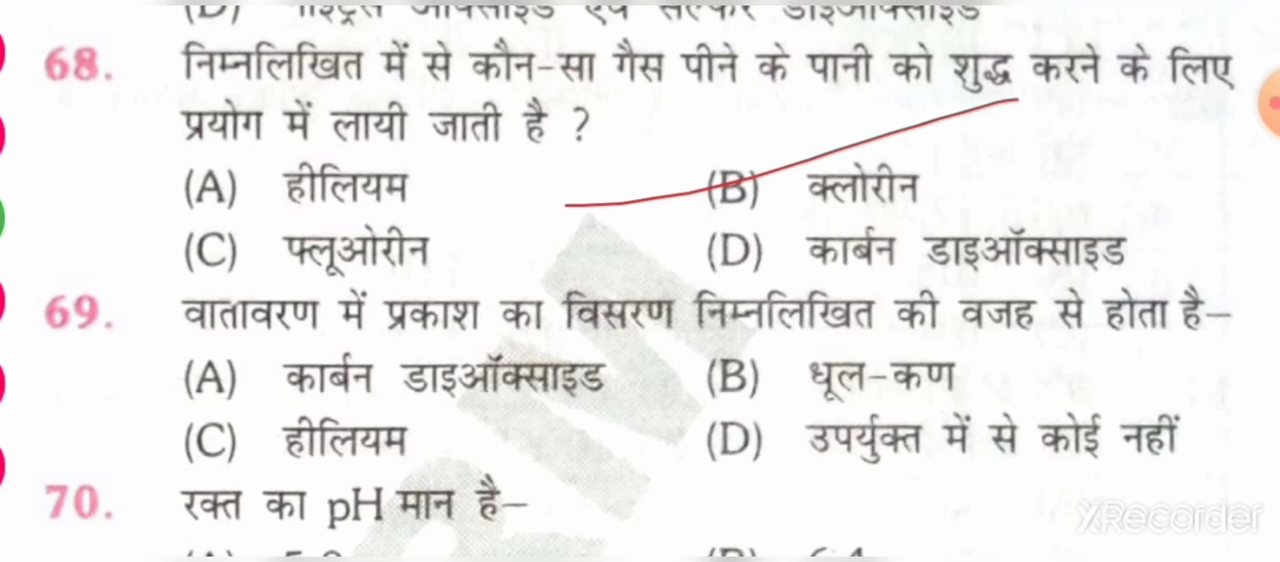 68. निम्नलिखित में से कौन-सा गैस पीने के पानी को शुद्ध करने के लिए
प्रयोग में लायी जाती है ?
(A) हीलियम (B) क्लोरीन
(C) फ्लूओरीन (D) कार्बन डाइऑक्साइड
69. वातावरण में प्रकाश का विसरण निम्नलिखित की वजह से होता है–
(A) कार्बन डाइऑक्साइड (B) धूल-कण
(C) हीलियम (D) उपर्युक्त में से कोई नहीं
70. रक्त का pH मान है–
XRecorder